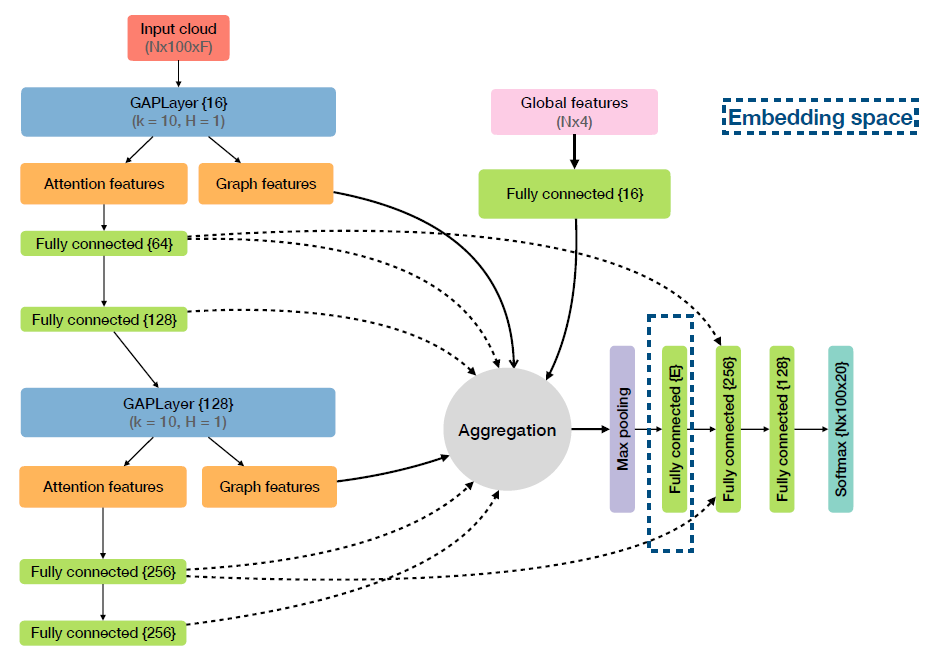 Input cloud
(Nx100xF)
GAPLayer {16}
(k = 10, H = 1)
Attention features
Graph features
Fully connected {64}
Fully connected {128}
GAPLayer {128}
(k = 10, H = 1)
Attention features
Graph features
Fully connected {256}
Fully connected {256}
Global features
(Nx4)
Fully connected {16}
Aggregation
Embedding space
Max pooling
Fully connected {E}
Fully connected {256}
Fully connected {128}
Softmax {Nx100x20}